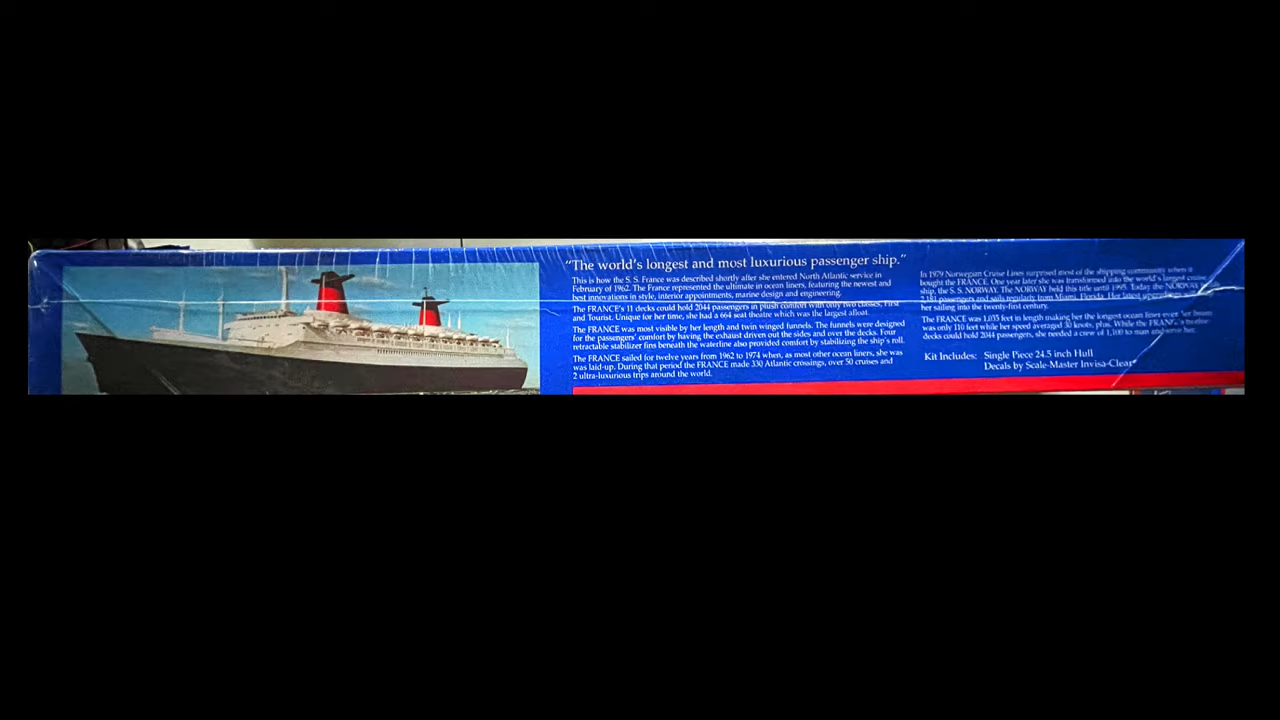 "The world's longest and most luxurious passenger ship."
This is how the S. S. France was described shortly after she entered North Atlantic service in
February of 1962. The France represented the ultimate in ocean liners, featuring the newest and
best innovations in style, interior appointments, marine design and engineering.
The FRANCE's 11 decks could hold 2044 passengers in plush comfort with only two classes, First
and Tourist. Unique for her time, she had a 664 seat theatre which was the largest afloat.
The FRANCE was most visible by her length and twin winged funnels. The funnels were designed
for the passengers' comfort by having the exhaust driven out the sides and over the decks. Four
retractable stabilizer fins beneath the waterline also provided comfort by stabilizing the ship's roll.
The FRANCE sailed for twelve years from 1962 to 1974 when, as most other ocean liners, she was
was laid-up. During that period the FRANCE made 330 Atlantic crossings, over 50 cruises and
2 ultra-luxurious trips around the world.
In 1979 Norwegian Cruise Lines surprised most of the shipping community when it
bought the FRANCE. One year later she was transformed into the world's largest cruise
ship, the S. S. NORWAY. The NORWAY held this title until 1995. Today the NORWAY
2,181 passengers and sails regularly from Miami, Florida. Her latest
her sailing into the twenty-first century.
The FRANCE was 1,035 feet in length making her the longest ocean liner ever her beam
was only 110 feet while her speed averaged 30 knots, plus. While the FRANCE's twelve
decks could hold 2044 passengers, she needed a crew of 1,100 to man and serve her.
Kit Includes: Single Piece 24.5 inch Hull
Decals by Scale-Master Invisa-Clear